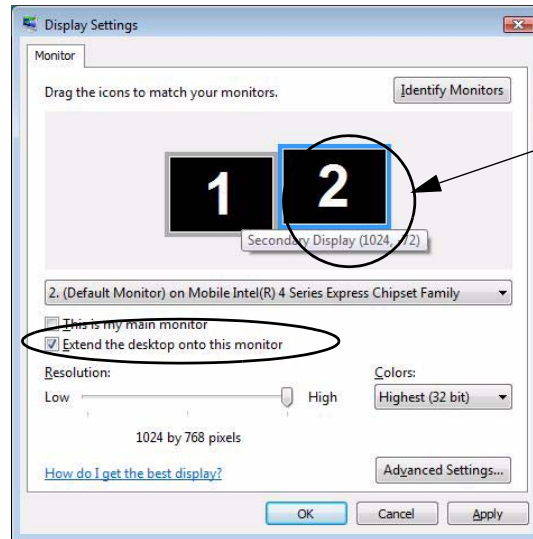 Display Settings
Monitor
Drag the icons to match your monitors.
Identify Monitors
1
2
Secondary Display (1024, -72)
2. (Default Monitor) on Mobile Intel(R) 4 Series Express Chipset Family
This is my main monitor
Extend the desktop onto this monitor
Resolution:
Colors:
Low
High
Highest (32 bit)
1024 by 768 pixels
How do I get the best display?
Advanced Settings...
OK
Cancel
Apply